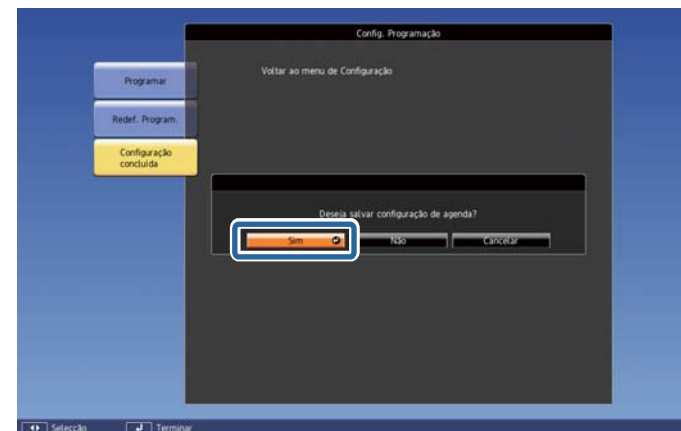 Config. Programação
Voltar ao menu de Configuração
Programar
Redef. Program.
Configuração
concluída
Deseja salvar configuração de agenda?
Sim
Não
Cancelar
Selecção
Terminar